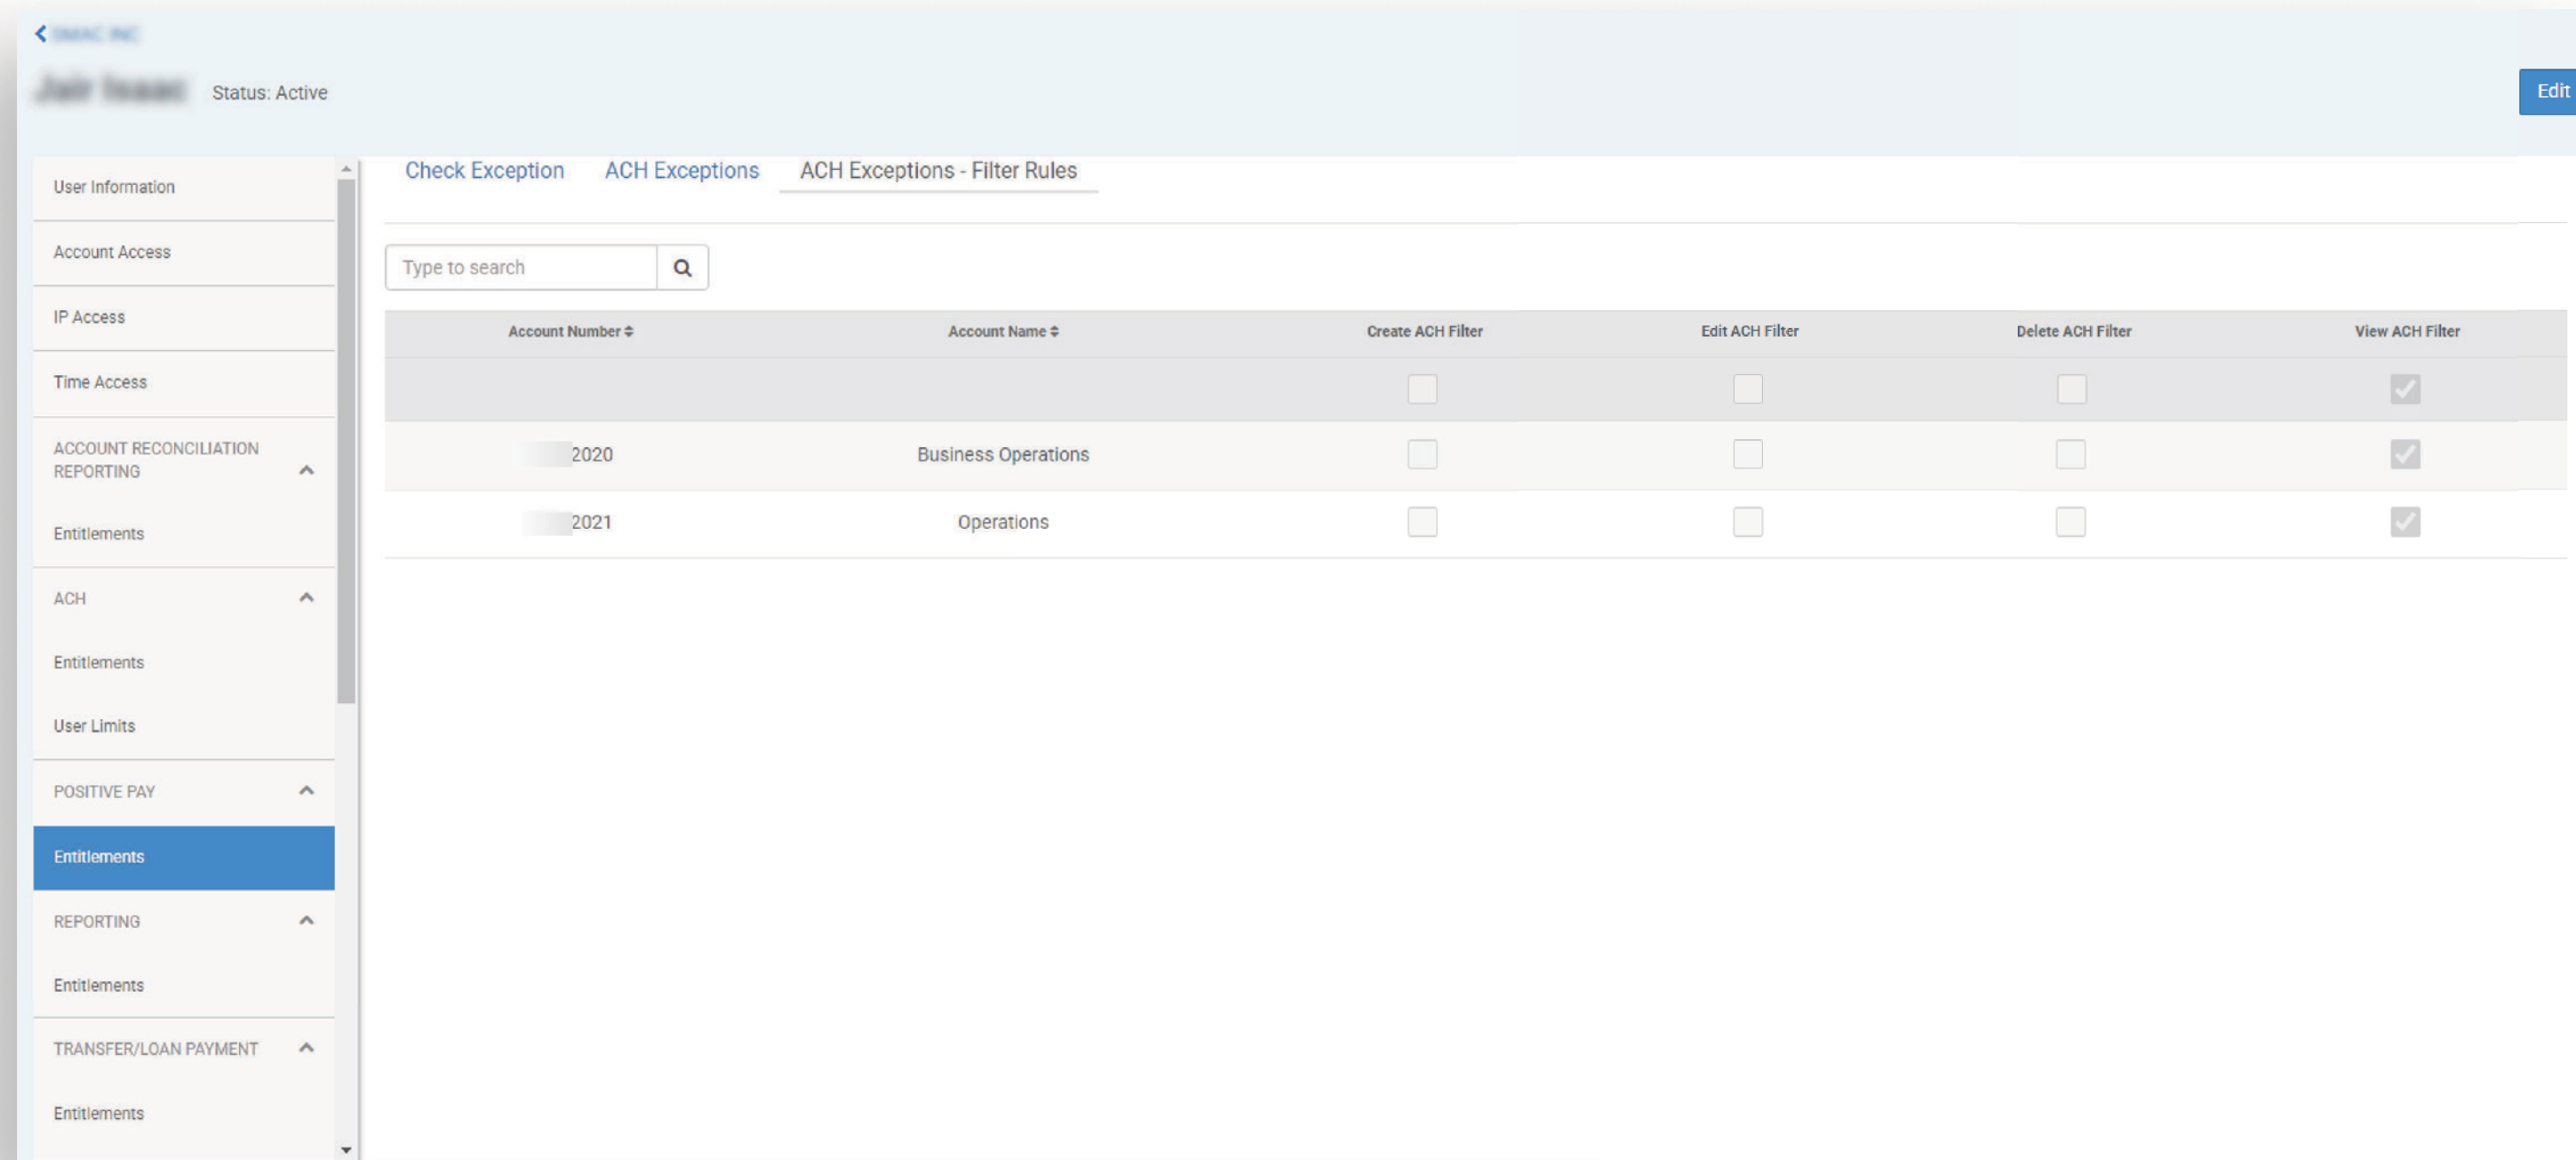 Status: Active
Edit
User Information
Account Access
IP Access
Time Access
ACCOUNT RECONCILIATION
REPORTING
Entitlements
ACH
Entitlements
User Limits
POSITIVE PAY
Entitlements
REPORTING
Entitlements
TRANSFER/LOAN PAYMENT
Entitlements
Check Exception ACH Exceptions ACH Exceptions - Filter Rules
Type to search
Account Number Account Name Create ACH Filter Edit ACH Filter Delete ACH Filter View ACH Filter
2020 Business Operations
2021 Operations